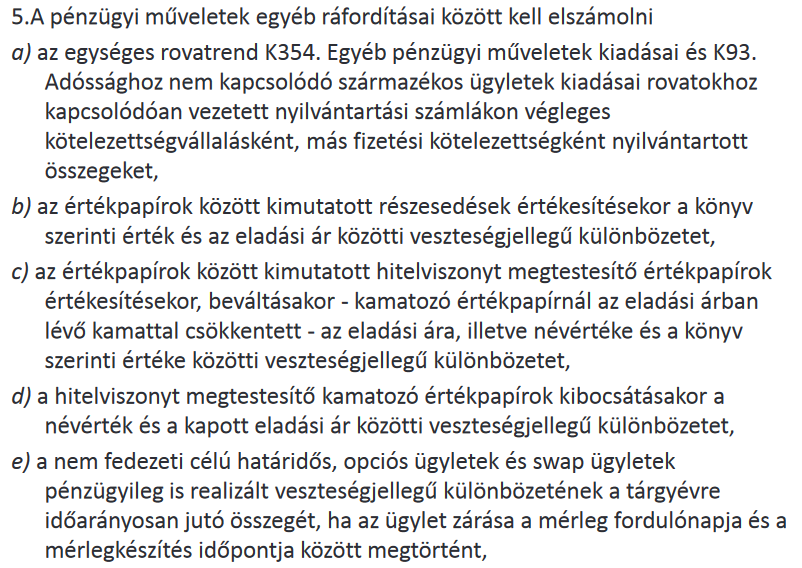 5.A pénzügyi műveletek egyéb ráfordításai között kell elszámolni
a) az egységes rovatrend K354. Egyéb pénzügyi műveletek kiadásai és K93.
Adóssághoz nem kapcsolódó származékos ügyletek kiadásai rovatokhoz
kapcsolódóan vezetett nyilvántartási számlákon végleges
kötelezettségvállalásként, más fizetési kötelezettségként nyilvántartott
összegeket,
b) az értékpapírok között kimutatott részesedések értékesítésekor a könyv
szerinti érték és az eladási ár közötti veszteségjellegű különbözetet,
c) az értékpapírok között kimutatott hitelviszonyt megtestesítő értékpapírok
értékesítésekor, beváltásakor - kamatozó értékpapírnál az eladási árban
lévő kamattal csökkentett - az eladási ára, illetve névértéke és a könyv
szerinti értéke közötti veszteségjellegű különbözetet,
d) a hitelviszonyt megtestesítő kamatozó értékpapírok kibocsátásakor a
névérték és a kapott eladási ár közötti veszteségjellegű különbözetet,
e) a nem fedezeti célú határidős, opciós ügyletek és swap ügyletek
pénzügyileg is realizált veszteségjellegű különbözetének a tárgyévre
időarányosan jutó összegét, ha az ügylet zárása a mérleg fordulónapja és a
mérlegkészítés időpontja között megtörtént,